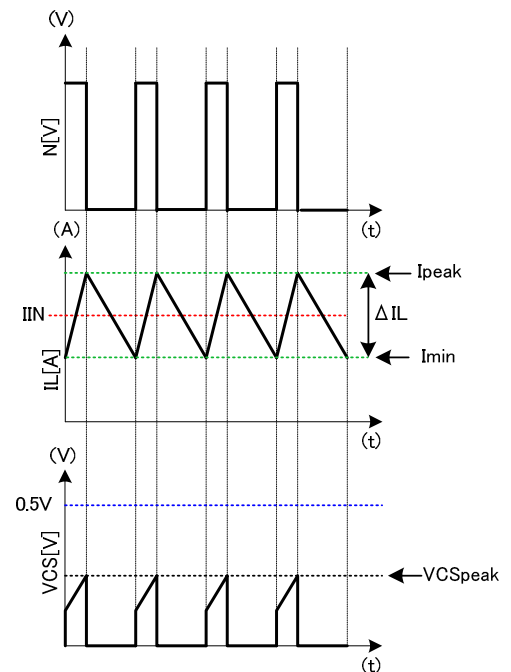 (V)
N[V]
(t)
(A)
Ipeak
IIN
ΔIL
Imin
IL[A]
(t)
(V)
0.5V
VCS[V]
VCSpeak
(t)